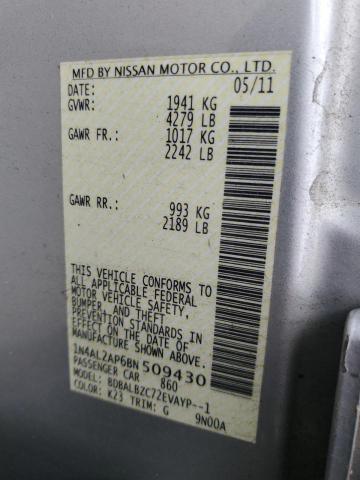 MFD BY NISSAN MOTOR CO., LTD.
DATE: 05/11
GVWR: 1941 KG
4279 LB
GAWR FR.: 1017 KG
2242 LB
GAWR RR.: 993 KG
2189 LB
THIS VEHICLE CONFORMS TO
ALL APPLICABLE FEDERAL
MOTOR VEHICLE SAFETY,
BUMPER, AND THEFT
PREVENTION STANDARDS
IN EFFECT ON THE DATE OF
MANUFACTURE SHOWN ABOVE.
1N4AL2AP6BN 509430
PASSENGER CAR 860
MODEL: BDBALBZC72EVAYP--1
COLOR: K23 TRIM: G 9N00A